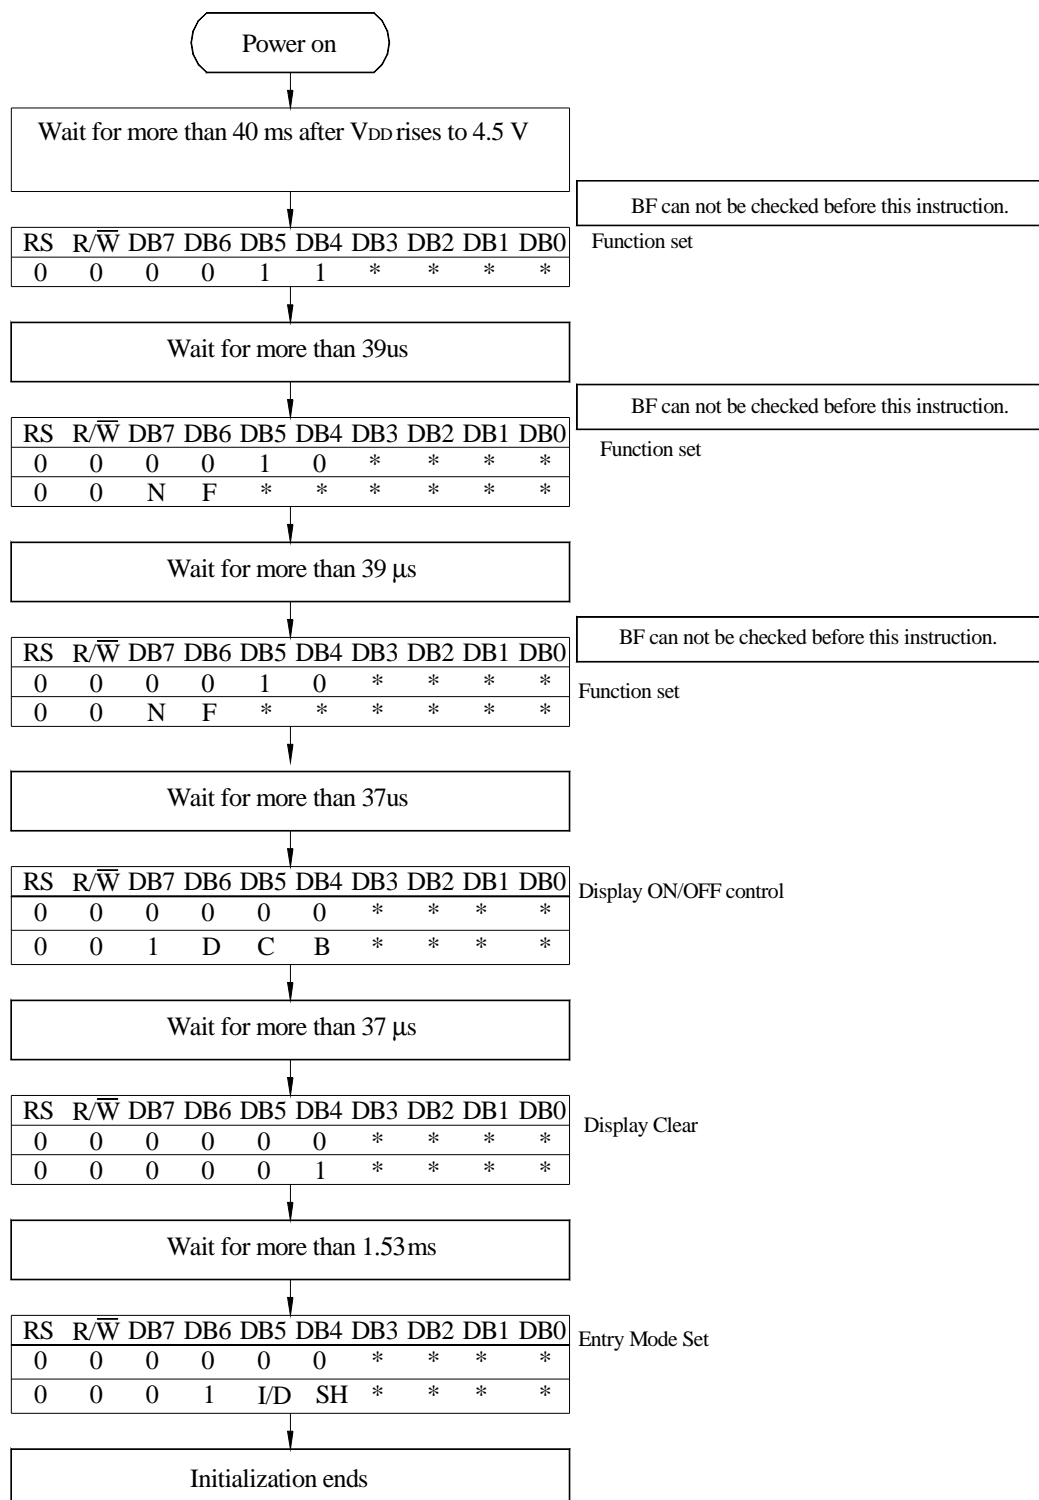 Power on
Wait for more than 40 ms after VDD rises to 4.5 V
BF can not be checked before this instruction.
RS R/W̅ DB7 DB6 DB5 DB4 DB3 DB2 DB1 DB0
Function set
0 0 0 0 1 1 * * * *
Wait for more than 39us
BF can not be checked before this instruction.
RS R/W̅ DB7 DB6 DB5 DB4 DB3 DB2 DB1 DB0
Function set
0 0 0 0 1 0 * * * *
0 0 N F * * * * * *
Wait for more than 39 μs
BF can not be checked before this instruction.
RS R/W̅ DB7 DB6 DB5 DB4 DB3 DB2 DB1 DB0
0 0 0 0 1 0 * * * *
Function set
0 0 N F * * * * * *
Wait for more than 37us
RS R/W̅ DB7 DB6 DB5 DB4 DB3 DB2 DB1 DB0
Display ON/OFF control
0 0 0 0 0 0 * * * *
0 0 1 D C B * * * *
Wait for more than 37 μs
RS R/W̅ DB7 DB6 DB5 DB4 DB3 DB2 DB1 DB0
Display Clear
0 0 0 0 0 0 * * * *
0 0 0 0 0 1 * * * *
Wait for more than 1.53ms
RS R/W̅ DB7 DB6 DB5 DB4 DB3 DB2 DB1 DB0
Entry Mode Set
0 0 0 0 0 0 * * * *
0 0 0 1 I/D SH * * * *
Initialization ends